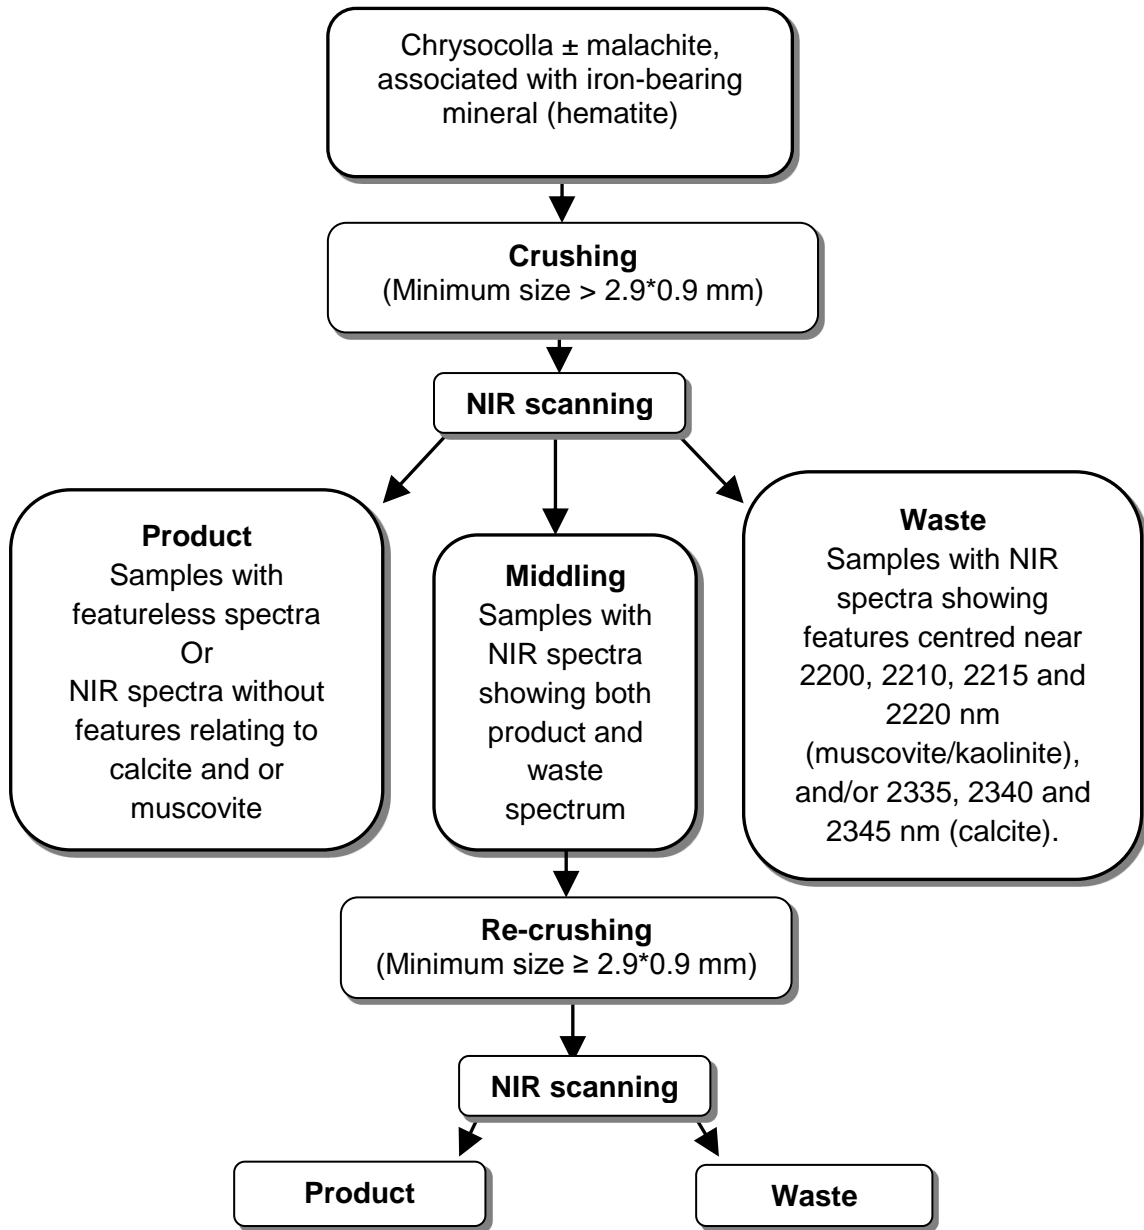 Chrysocolla ± malachite,
associated with iron-bearing
mineral (hematite)
Crushing
(Minimum size > 2.9*0.9 mm)
NIR scanning
Product
Samples with
featureless spectra
Or
NIR spectra without
features relating to
calcite and or
muscovite
Middling
Samples with
NIR spectra
showing both
product and
waste
spectrum
Waste
Samples with NIR
spectra showing
features centred near
2200, 2210, 2215 and
2220 nm
(muscovite/kaolinite),
and/or 2335, 2340 and
2345 nm (calcite).
Re-crushing
(Minimum size ≥ 2.9*0.9 mm)
NIR scanning
Product
Waste